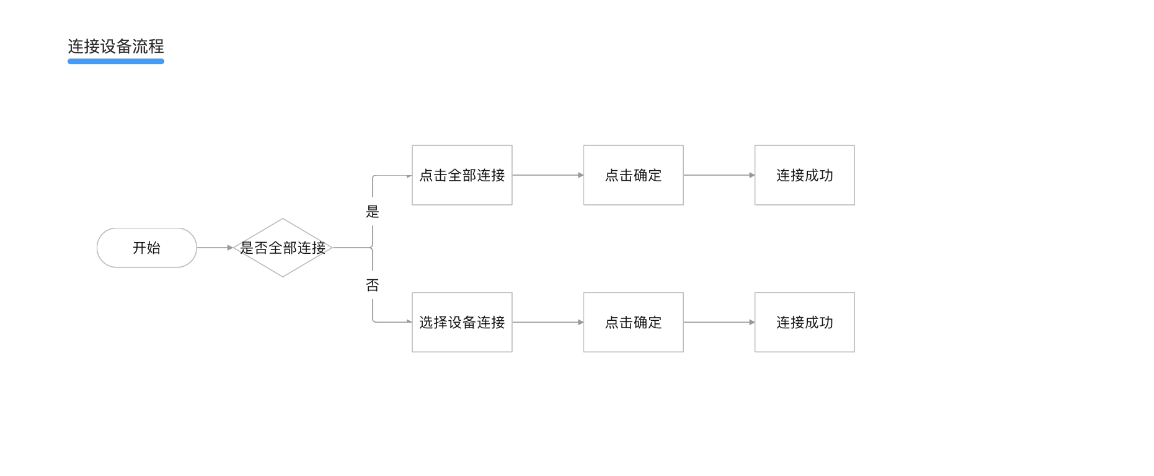 连接设备流程
开始
是否全部连接
是
点击全部连接
点击确定
连接成功
否
选择设备连接
点击确定
连接成功